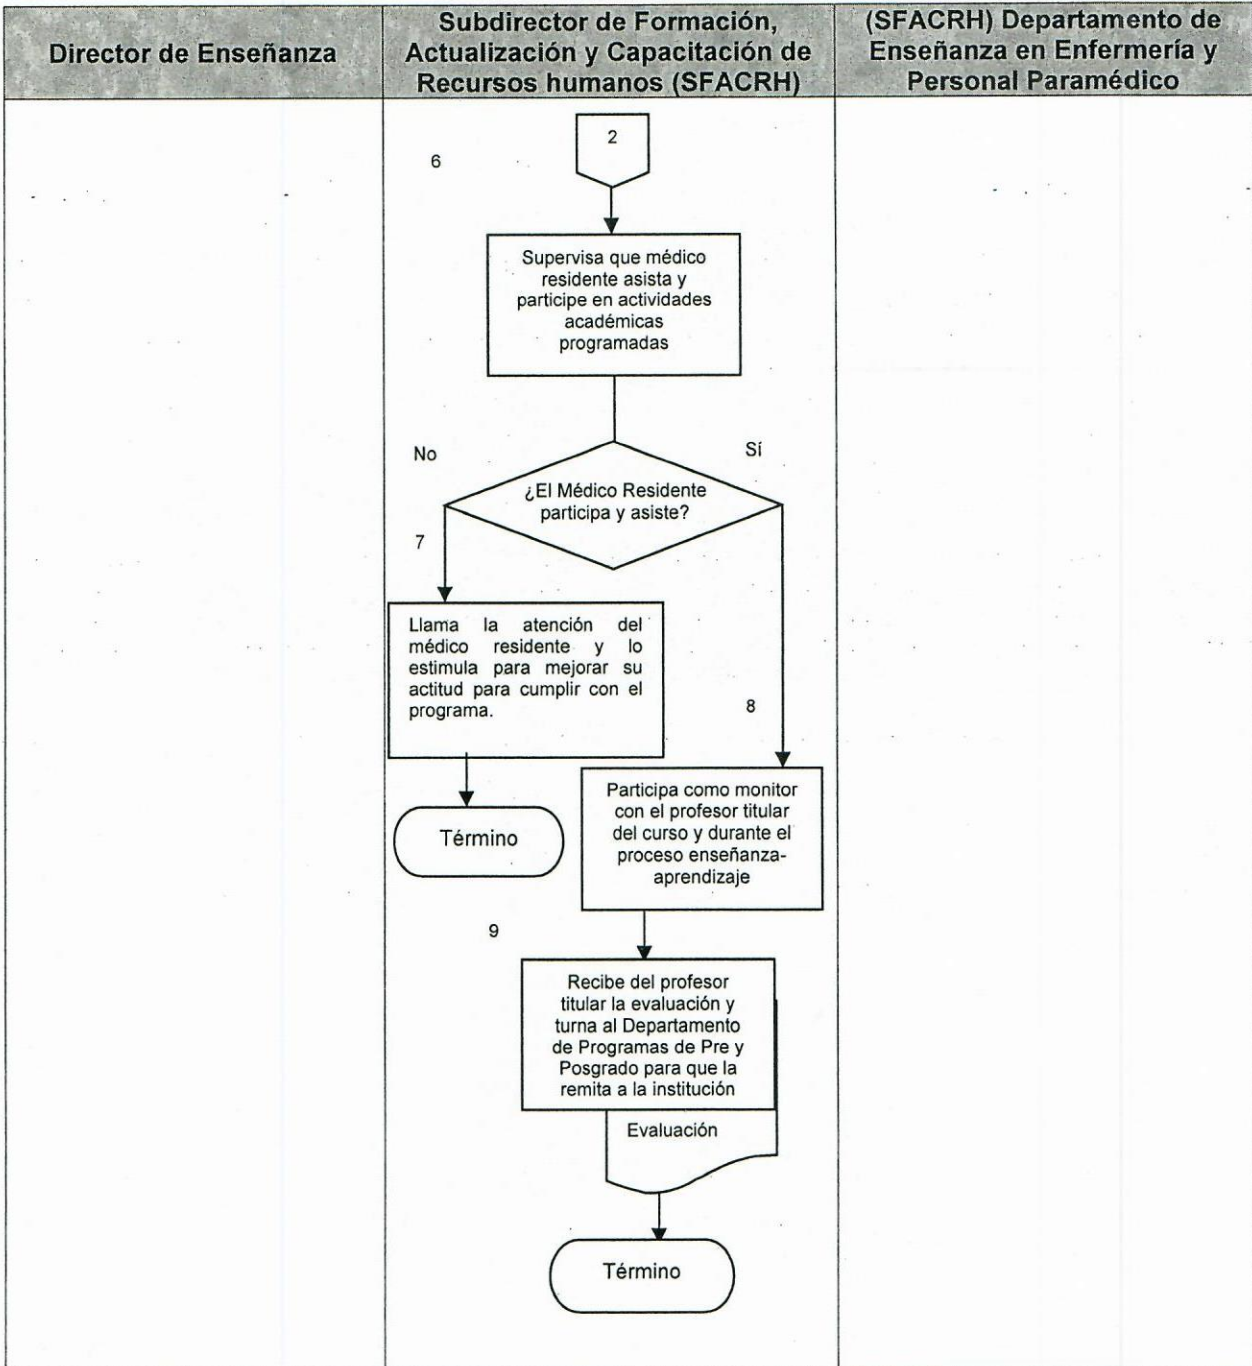 Director de Enseñanza
Subdirector de Formación,
Actualización y Capacitación de
Recursos humanos (SFACRH)
(SFACRH) Departamento de
Enseñanza en Enfermería y
Personal Paramédico
2
6
Supervisa que médico
residente asista y
participe en actividades
académicas
programadas
No
Sí
¿El Médico Residente
participa y asiste?
7
Llama la atención del
médico residente y lo
estimula para mejorar su
actitud para cumplir con el
programa.
8
Término
Participa como monitor
con el profesor titular
del curso y durante el
proceso enseñanza-
aprendizaje
9
Recibe del profesor
titular la evaluación y
turna al Departamento
de Programas de Pre y
Posgrado para que la
remita a la institución
Evaluación
Término